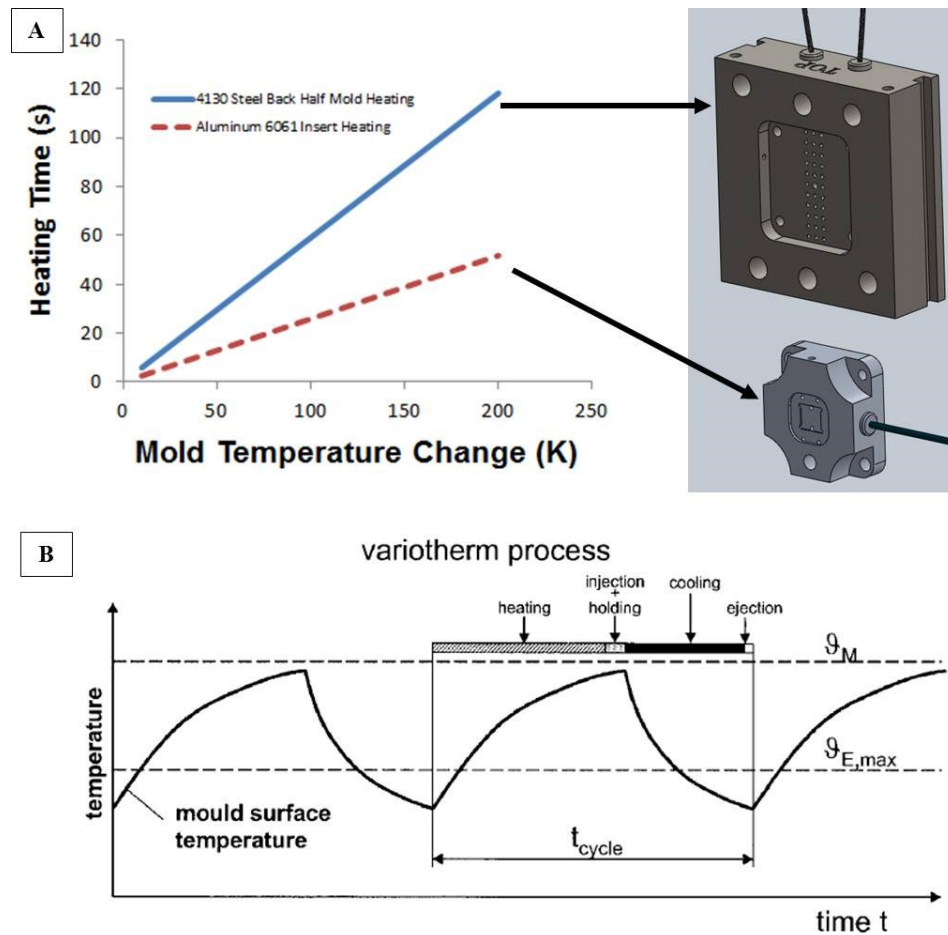 A
140
120
100
80
60
40
20
0
Heating Time (s)
4130 Steel Back Half Mold Heating
Aluminum 6061 Insert Heating
0 50 100 150 200 250
Mold Temperature Change (K)
TOP
B
variotherm process
heating
injection
+
holding
cooling
ejection
temperature
ϑM
ϑE,max
mould surface
temperature
tcycle
time t